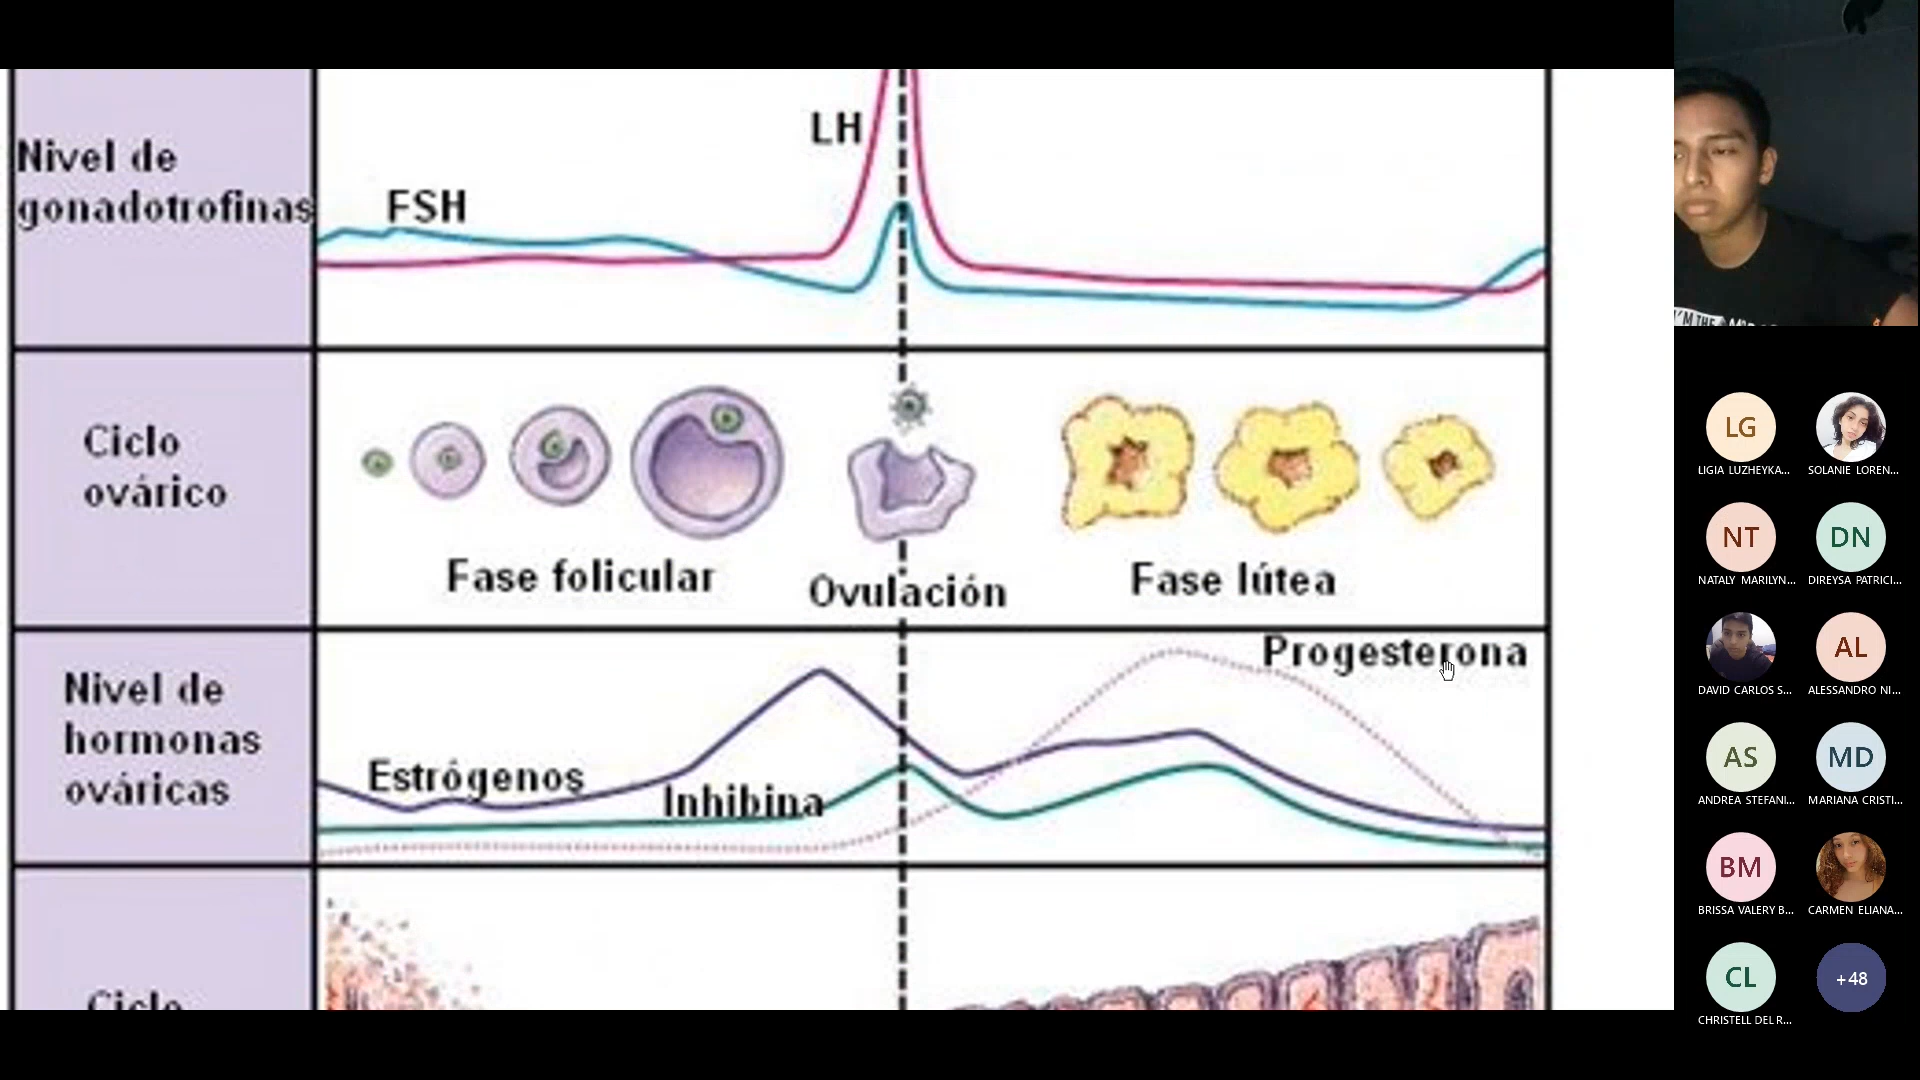 Nivel de
gonadotrofinas
FSH
LH
Ciclo
ovárico
Fase folicular
Ovulación
Fase lútea
Nivel de
hormonas
ováricas
Estrógenos
Inhibina
Progesterona
Ciclo
I'M THE
LG
LIGIA LUZHEYKA...
SOLANIE LOREN...
NT
NATALY MARILYN...
DN
DIREYSA PATRICI...
DAVID CARLOS S...
AL
ALESSANDRO NI...
AS
ANDREA STEFANI...
MD
MARIANA CRISTI...
BM
BRISSA VALERY B...
CARMEN ELIANA...
CL
CHRISTELL DEL R...
+48